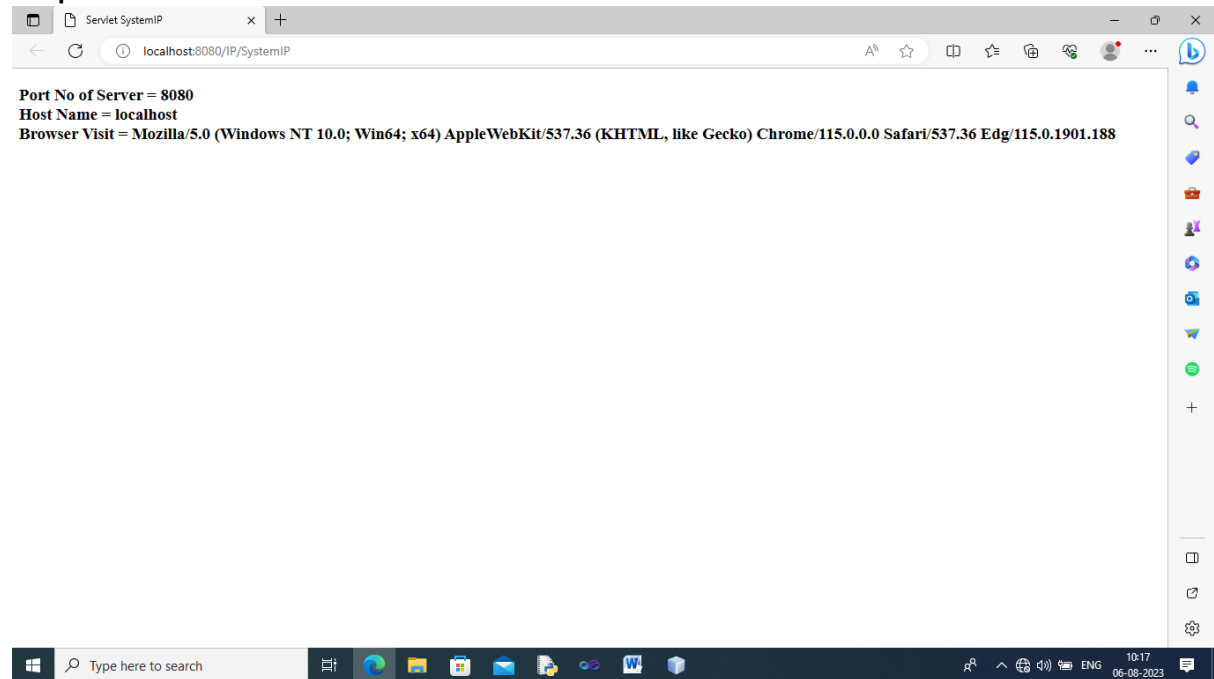 Servlet SystemIP
localhost:8080/IP/SystemIP
Port No of Server = 8080
Host Name = localhost
Browser Visit = Mozilla/5.0 (Windows NT 10.0; Win64; x64) AppleWebKit/537.36 (KHTML, like Gecko) Chrome/115.0.0.0 Safari/537.36 Edg/115.0.1901.188
Type here to search
ENG
10:17
06-08-2023